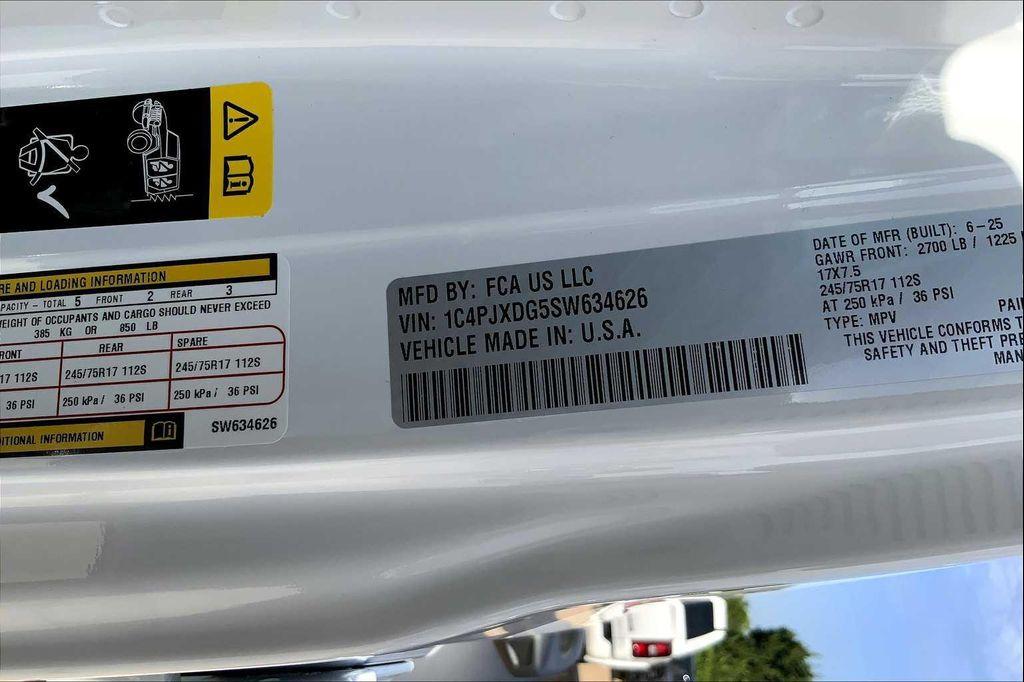 RE AND LOADING INFORMATION
PACITY - TOTAL 5 FRONT 2 REAR 3
EIGHT OF OCCUPANTS AND CARGO SHOULD NEVER EXCEED
385 KG OR 850 LB
RONT REAR SPARE
17 112S 245/75R17 112S 245/75R17 112S
36 PSI 250 kPa / 36 PSI 250 kPa / 36 PSI
DITIONAL INFORMATION
SW634626
MFD BY: FCA US LLC
VIN: 1C4PJXDG5SW634626
VEHICLE MADE IN: U.S.A.
DATE OF MFR (BUILT): 6-25
GAWR FRONT: 2700 LB / 1225
17X7.5
245/75R17 112S
AT 250 kPa / 36 PSI
TYPE: MPV PAI
THIS VEHICLE CONFORMS T
SAFETY AND THEFT PRE
MAN